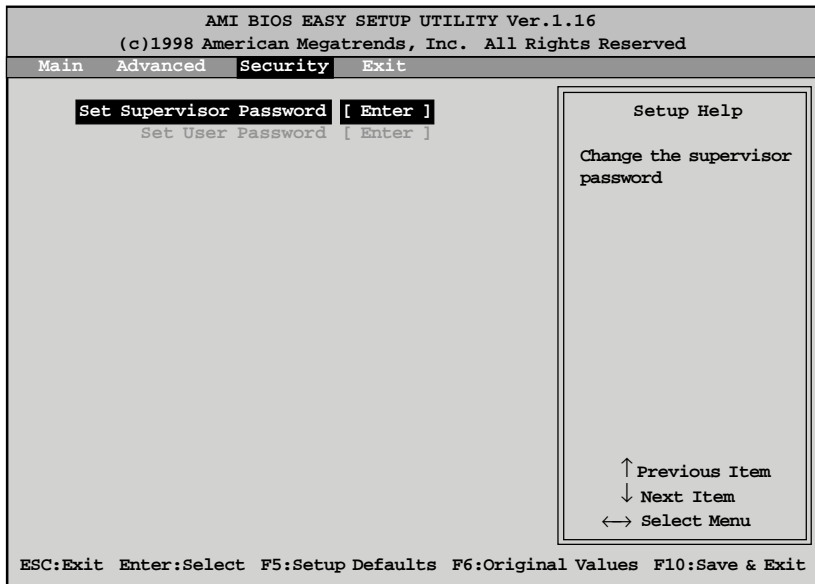 AMI BIOS EASY SETUP UTILITY Ver.1.16
(c)1998 American Megatrends, Inc. All Rights Reserved
Main Advanced Security Exit
Set Supervisor Password [ Enter ]
Set User Password [ Enter ]
Setup Help
Change the supervisor
password
↑ Previous Item
↓ Next Item
←→ Select Menu
ESC:Exit Enter:Select F5:Setup Defaults F6:Original Values F10:Save & Exit